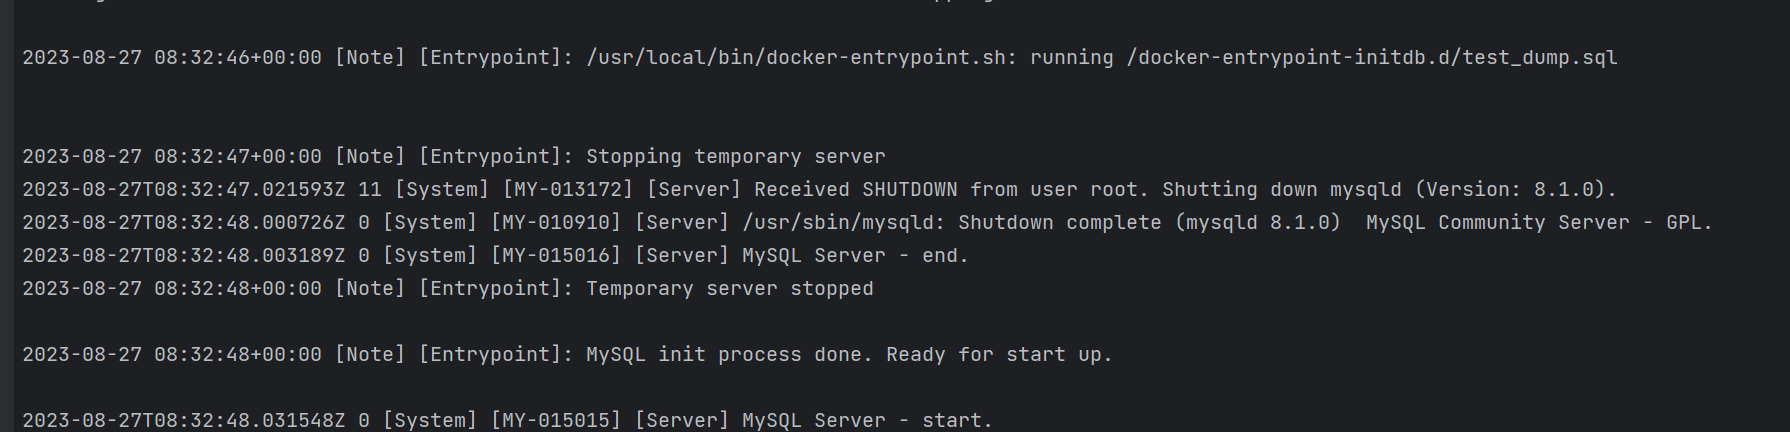 2023-08-27 08:32:46+00:00 [Note] [Entrypoint]: /usr/local/bin/docker-entrypoint.sh: running /docker-entrypoint-initdb.d/test_dump.sql
2023-08-27 08:32:47+00:00 [Note] [Entrypoint]: Stopping temporary server
2023-08-27T08:32:47.021593Z 11 [System] [MY-013172] [Server] Received SHUTDOWN from user root. Shutting down mysqld (Version: 8.1.0).
2023-08-27T08:32:48.000726Z 0 [System] [MY-010910] [Server] /usr/sbin/mysqld: Shutdown complete (mysqld 8.1.0)  MySQL Community Server - GPL.
2023-08-27T08:32:48.003189Z 0 [System] [MY-015016] [Server] MySQL Server - end.
2023-08-27 08:32:48+00:00 [Note] [Entrypoint]: Temporary server stopped
2023-08-27 08:32:48+00:00 [Note] [Entrypoint]: MySQL init process done. Ready for start up.
2023-08-27T08:32:48.031548Z 0 [System] [MY-015015] [Server] MySQL Server - start.